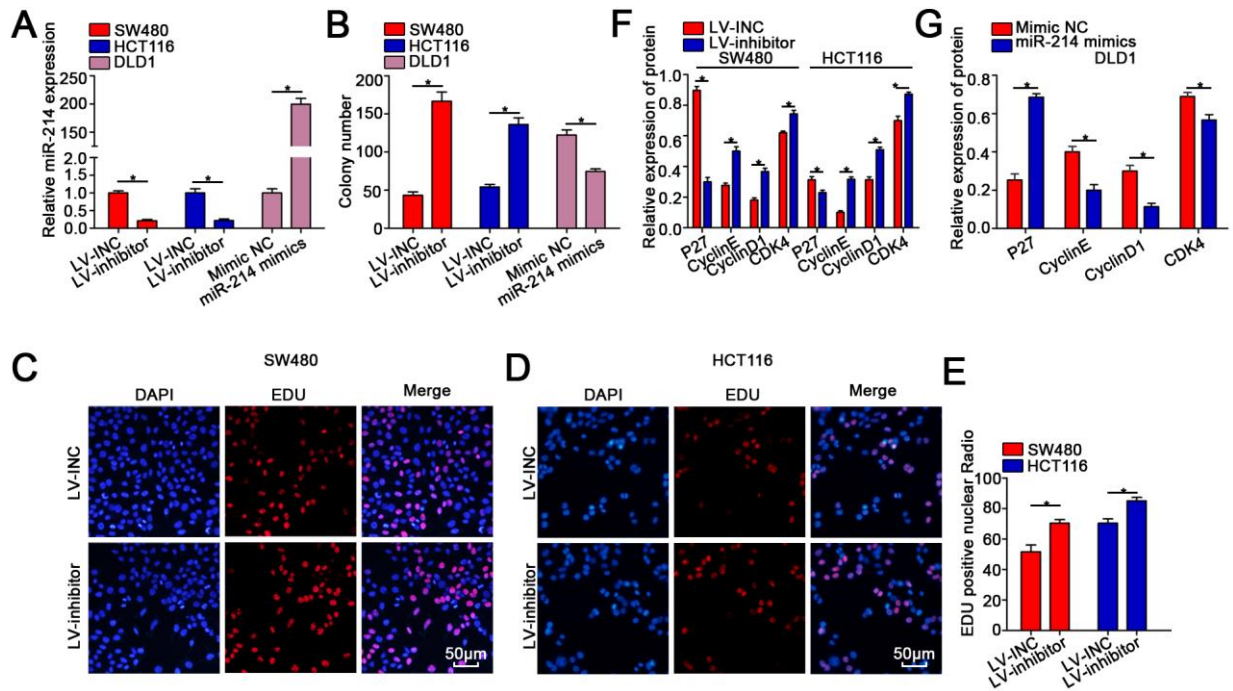 A
SW480
HCT116
DLD1
Relative miR-214 expression
200
150
100
50
2.0
1.5
1.0
0.5
0.0
*
*
*
LV-INC
LV-inhibitor
LV-INC
LV-inhibitor
Mimic NC
miR-214 mimics
B
SW480
HCT116
DLD1
Colony number
200
150
100
50
0
*
*
*
LV-INC
LV-inhibitor
LV-INC
LV-inhibitor
Mimic NC
miR-214 mimics
F
LV-INC
LV-inhibitor
SW480
HCT116
Relative expression of protein
1.0
0.8
0.6
0.4
0.2
0.0
*
*
*
*
*
*
*
*
P27
CyclinE
CyclinD1
CDK4
P27
CyclinE
CyclinD1
CDK4
G
Mimic NC
miR-214 mimics
DLD1
Relative expression of protein
0.8
0.6
0.4
0.2
0.0
*
*
*
*
P27
CyclinE
CyclinD1
CDK4
C
SW480
DAPI
EDU
Merge
LV-INC
LV-inhibitor
50μm
D
HCT116
DAPI
EDU
Merge
LV-INC
LV-inhibitor
50μm
E
SW480
HCT116
EDU positive nuclear Radio
100
80
60
40
20
0
*
*
LV-INC
LV-inhibitor
LV-INC
LV-inhibitor